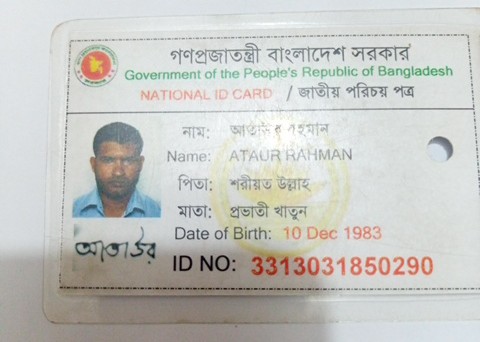 গণপ্রজাতন্ত্রী বাংলাদেশ সরকার
Government of the People's Republic of Bangladesh
NATIONAL ID CARD / জাতীয় পরিচয় পত্র
নাম: আতাউর রহমান
Name: ATAUR RAHMAN
পিতা: শরীয়ত উল্লাহ
মাতা: প্রভাতী খাতুন
Date of Birth: 10 Dec 1983
আতাউর
ID NO: 3313031850290